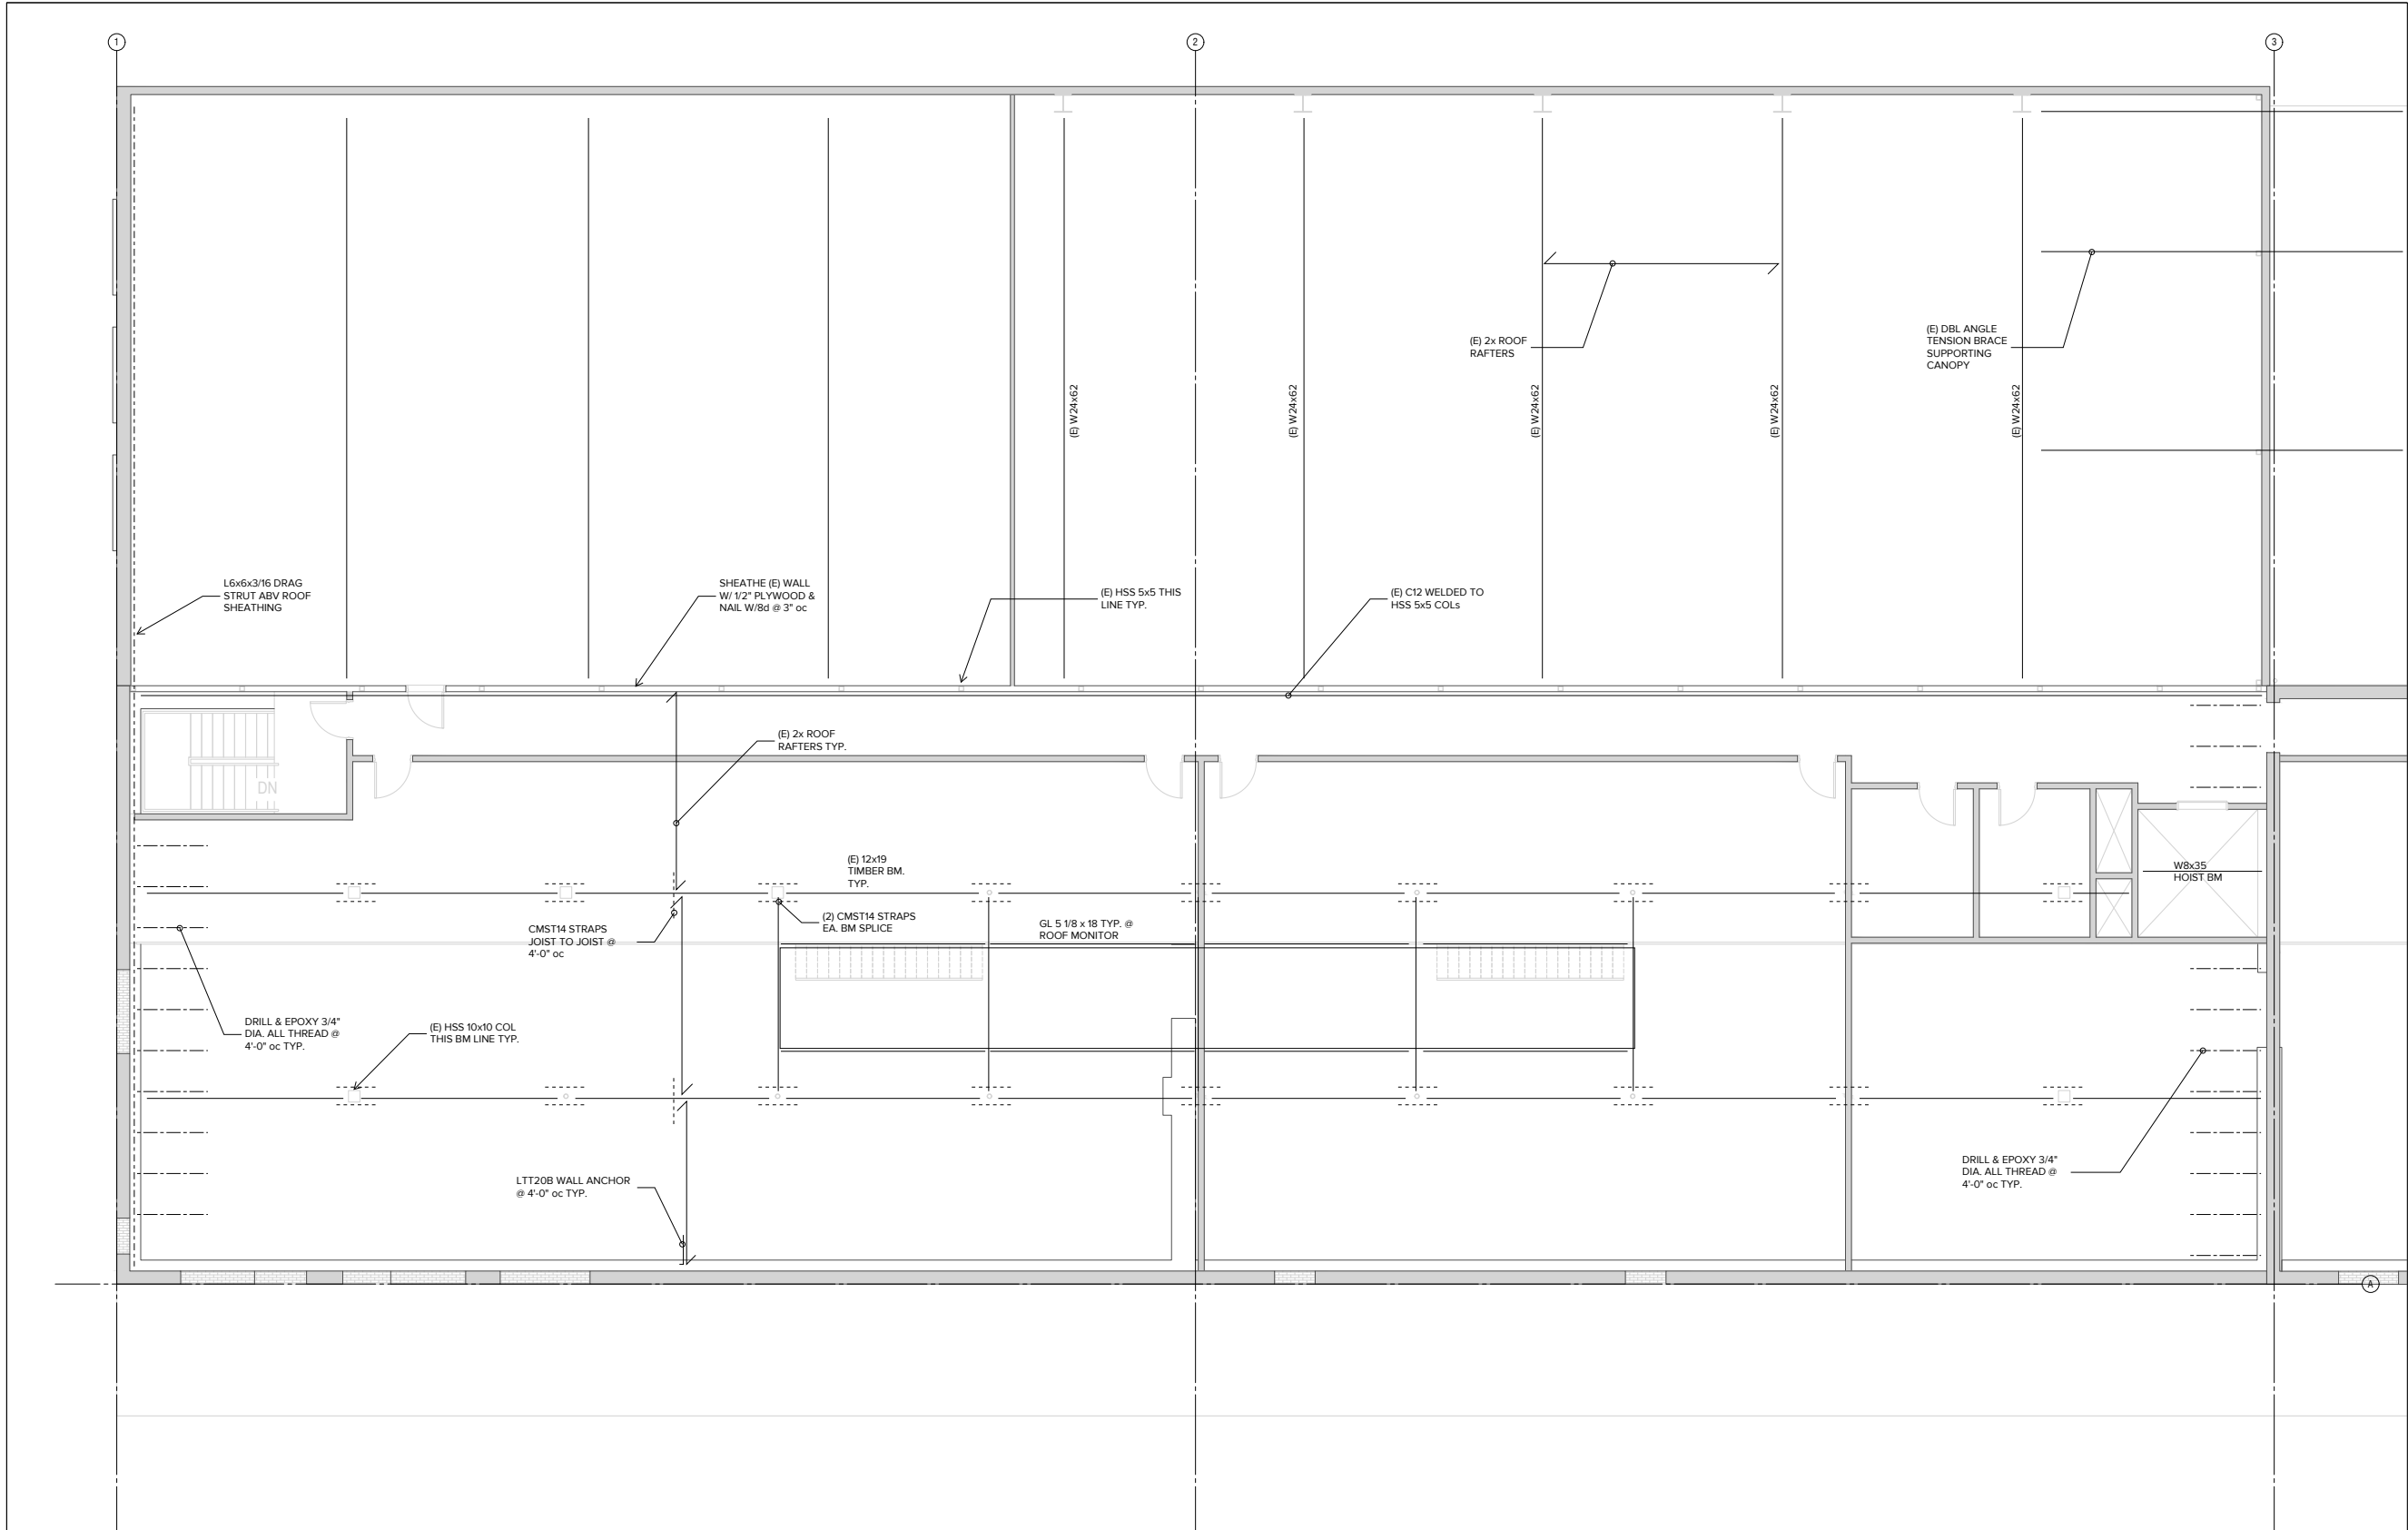 1
2
3
(E) 2x ROOF
RAFTERS
(E) DBL ANGLE
TENSION BRACE
SUPPORTING
CANOPY
(E) W24x62
(E) W24x62
(E) W24x62
(E) W24x62
(E) W24x62
L6x6x3/16 DRAG
STRUT ABV ROOF
SHEATHING
SHEATHE (E) WALL
W/ 1/2" PLYWOOD &
NAIL W/8d @ 3" oc
(E) HSS 5x5 THIS
LINE TYP.
(E) C12 WELDED TO
HSS 5x5 COLs
(E) 2x ROOF
RAFTERS TYP.
DN
(E) 12x19
TIMBER BM.
TYP.
W8x35
HOIST BM
(2) CMST14 STRAPS
EA. BM SPLICE
GL 5 1/8 x 18 TYP. @
ROOF MONITOR
CMST14 STRAPS
JOIST TO JOIST @
4'-0" oc
DRILL & EPOXY 3/4"
DIA. ALL THREAD @
4'-0" oc TYP.
(E) HSS 10x10 COL
THIS BM LINE TYP.
LTT20B WALL ANCHOR
@ 4'-0" oc TYP.
DRILL & EPOXY 3/4"
DIA. ALL THREAD @
4'-0" oc TYP.
A